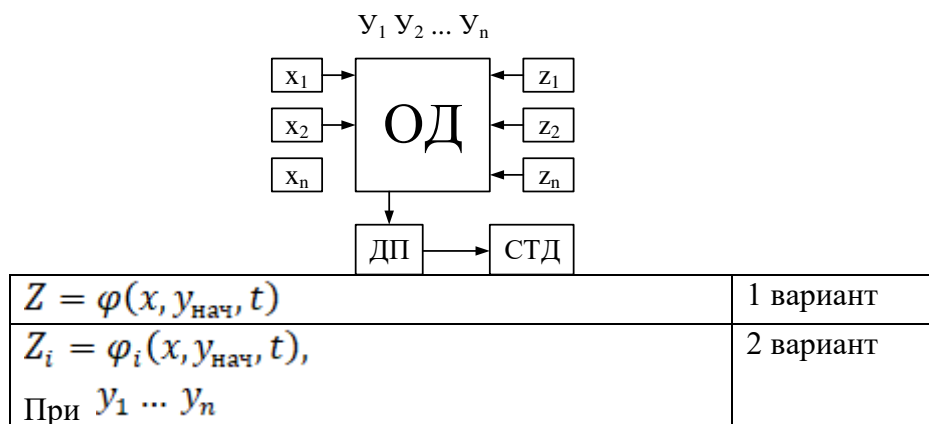 У₁ У₂ ... Уₙ
x₁
z₁
x₂
ОД
z₂
xₙ
zₙ
ДП
СТД
Z = φ(x, yнач, t)
1 вариант
Zᵢ = φᵢ(x, yнач, t),
2 вариант
При y₁ ... yₙ